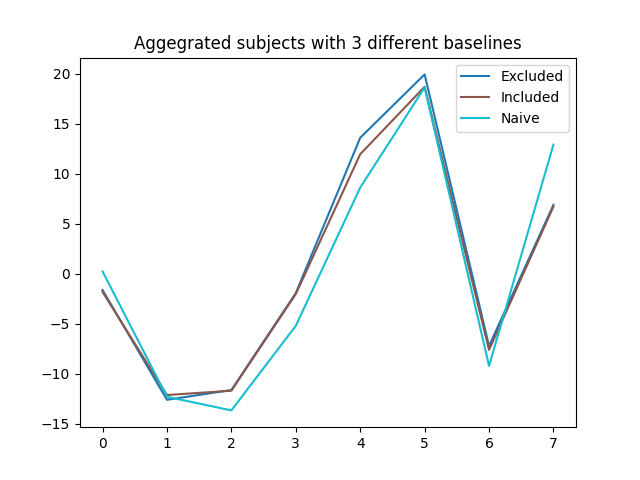 Aggegrated subjects with 3 different baselines
20
15
10
5
0
−5
−10
−15
Excluded
Included
Naive
0 1 2 3 4 5 6 7